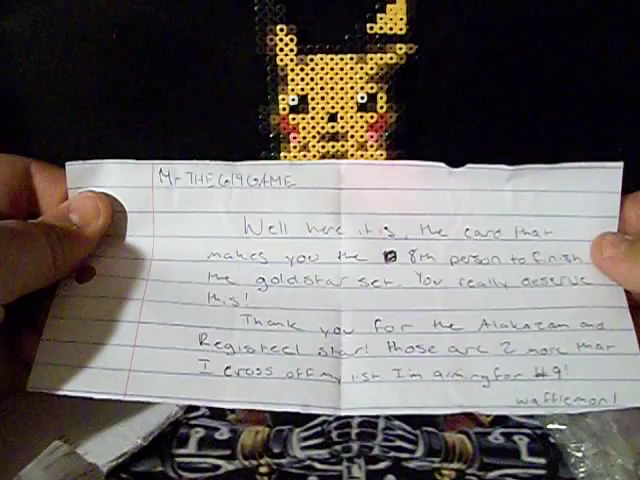 Mr THE619GAME
Well here it is, the card that
makes you the 8th person to finish
the goldstar set. You really deserve
this!
Thank you for the Alakazam and
Registeel star! those are 2 more that
I cross off my list I'm aiming for #9!
wafflemon!